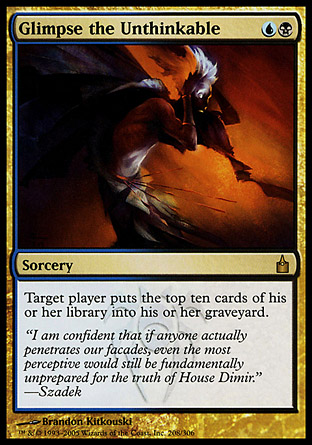 Glimpse the Unthinkable
Sorcery
Target player puts the top ten cards of his
or her library into his or her graveyard.
“I am confident that if anyone actually
penetrates our facades, even the most
perceptive would still be fundamentally
unprepared for the truth of House Dimir.”
—Szadek
Brandon Kitkouski
™ & © 1993–2005 Wizards of the Coast, Inc. 208/306